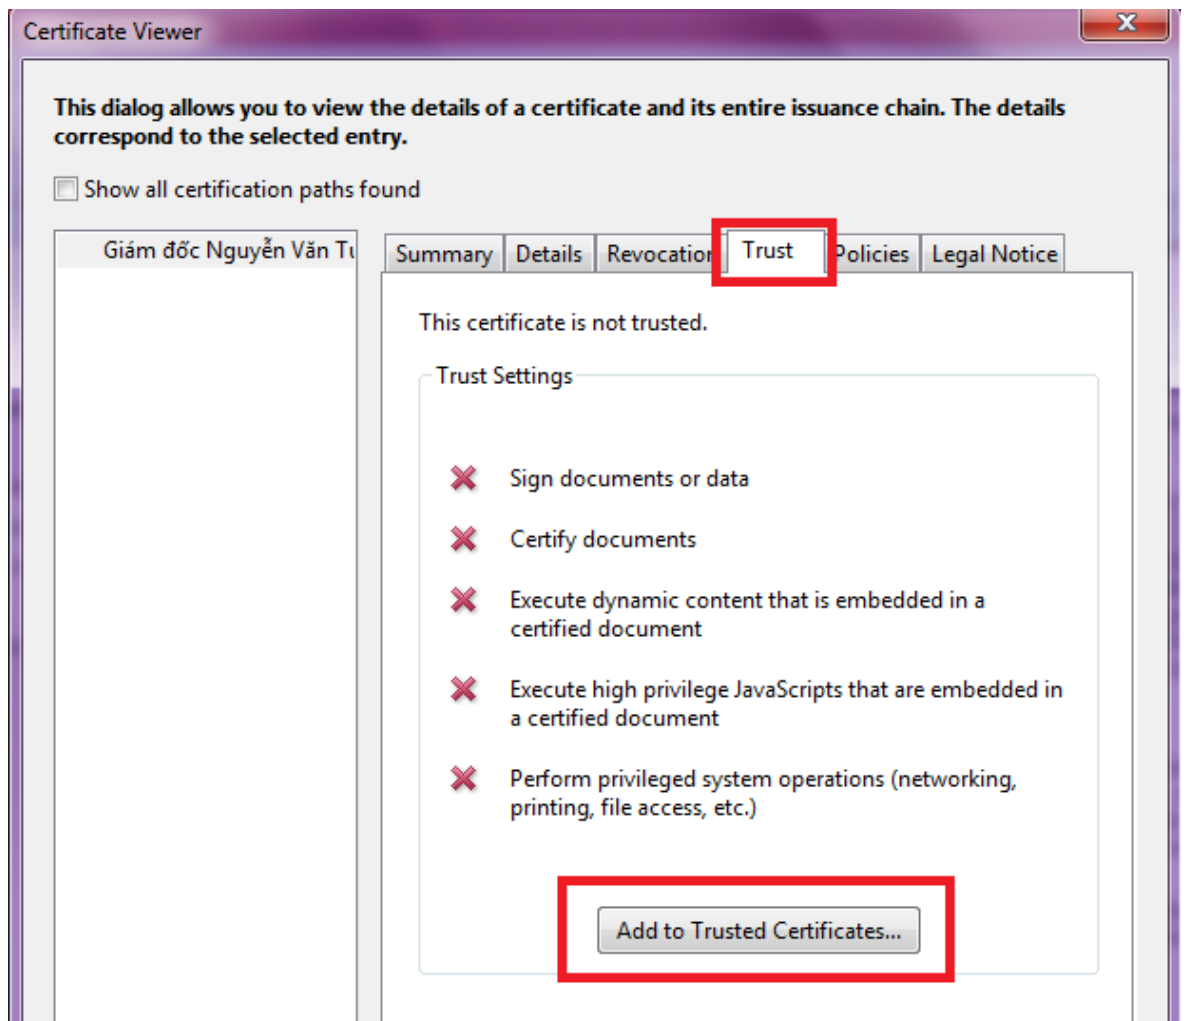 Certificate Viewer
This dialog allows you to view the details of a certificate and its entire issuance chain. The details
correspond to the selected entry.
Show all certification paths found
Giám đốc Nguyễn Văn
Summary Details Revocation Trust Policies Legal Notice
This certificate is not trusted.
Trust Settings
Sign documents or data
Certify documents
Execute dynamic content that is embedded in a
certified document
Execute high privilege JavaScripts that are embedded in
a certified document
Perform privileged system operations (networking,
printing, file access, etc.)
Add to Trusted Certificates...